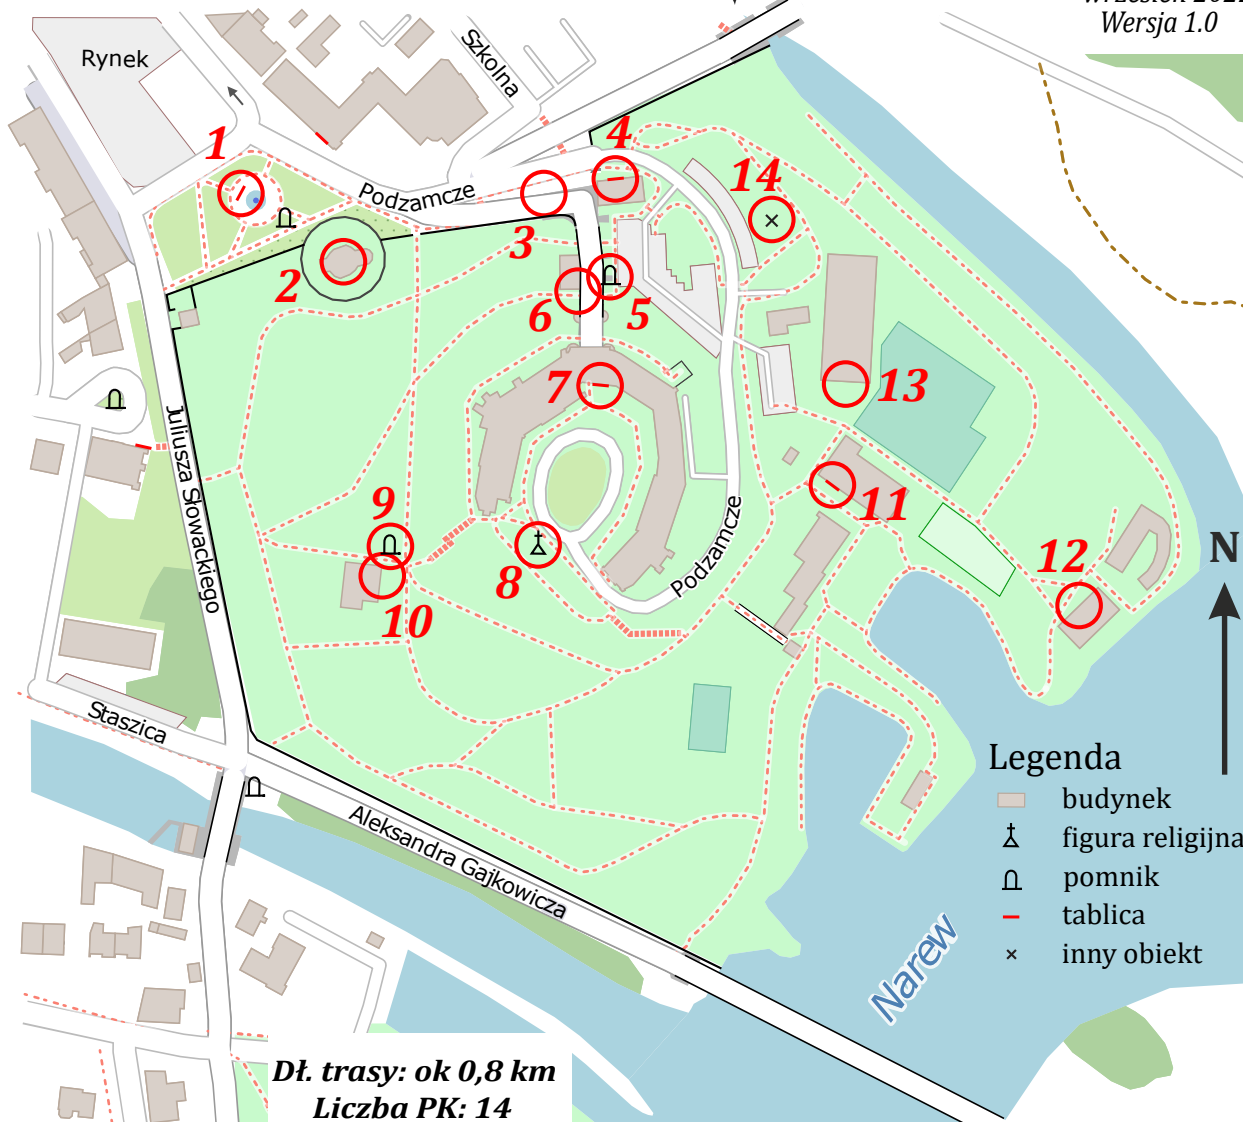 wrzesień 2022
Wersja 1.0
Rynek
Szkolna
1
4
14
Podzamcze
3
2
6
5
7
13
Juliusza Słowackiego
9
11
8
10
Podzamcze
12
N
Staszica
Aleksandra Gajkowicza
Narew
Legenda
budynek
figura religijna
pomnik
tablica
inny obiekt
Dł. trasy: ok 0,8 km
Liczba PK: 14